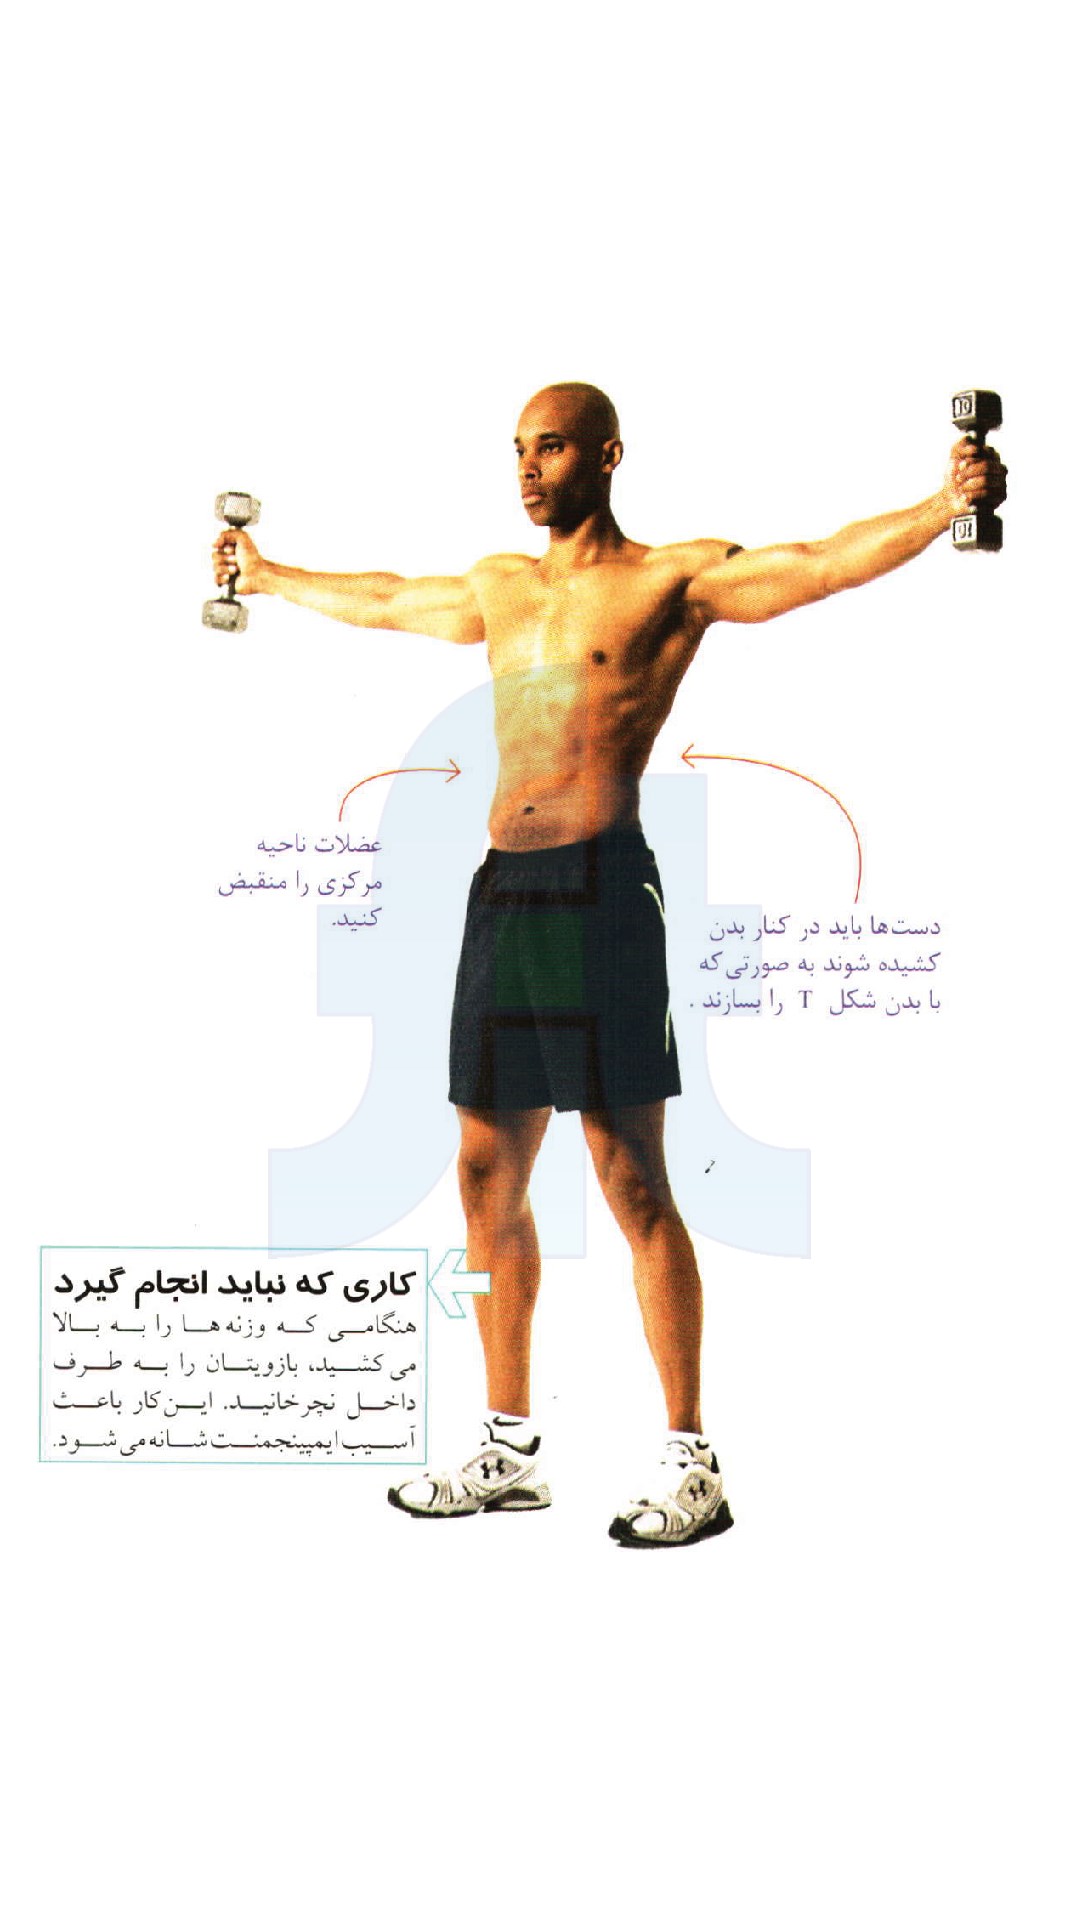 عضلات ناحیه
مرکزی را منقبض
کنید.
دست‌ها باید در کنار بدن
کشیده شوند به صورتی‌که
با بدن شکل T را بسازند .
کاری که نباید انجام گیرد
هنگامی که وزنه‌ها را به بالا
می‌کشید، بازویتان را به طرف
داخل نچرخانید. این‌کار باعث
آسیب ایمپینجمنت شانه می‌شود.
10